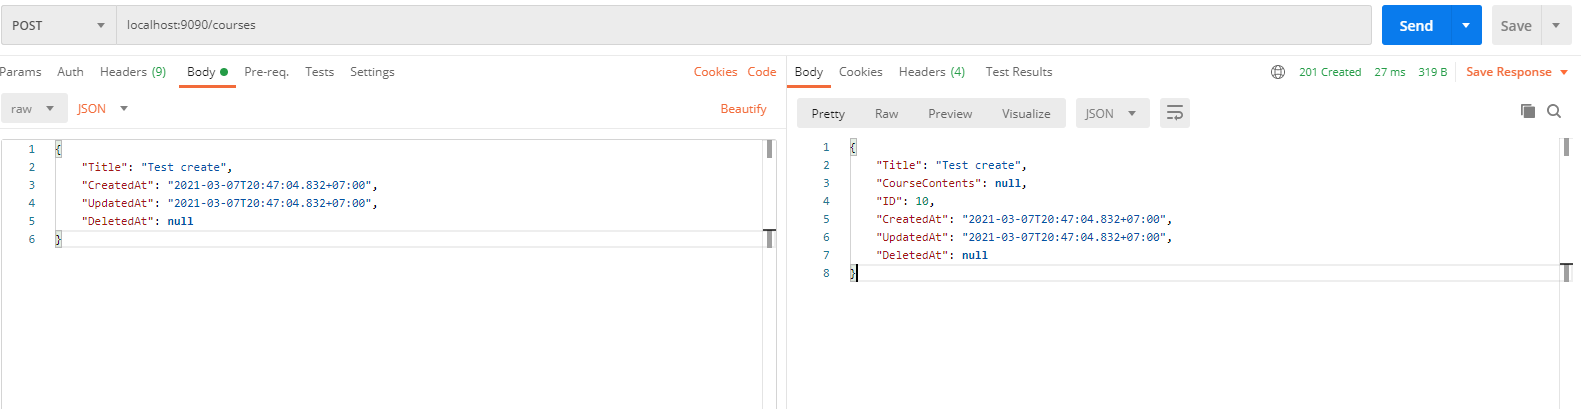 POST localhost:9090/courses Send Save
Params Auth Headers (9) Body Pre-req. Tests Settings Cookies Code
raw JSON Beautify
1 {
2 "Title": "Test create",
3 "CreatedAt": "2021-03-07T20:47:04.832+07:00",
4 "UpdatedAt": "2021-03-07T20:47:04.832+07:00",
5 "DeletedAt": null
6 }
Body Cookies Headers (4) Test Results 201 Created 27 ms 319 B Save Response
Pretty Raw Preview Visualize JSON
1 {
2 "Title": "Test create",
3 "CourseContents": null,
4 "ID": 10,
5 "CreatedAt": "2021-03-07T20:47:04.832+07:00",
6 "UpdatedAt": "2021-03-07T20:47:04.832+07:00",
7 "DeletedAt": null
8 }